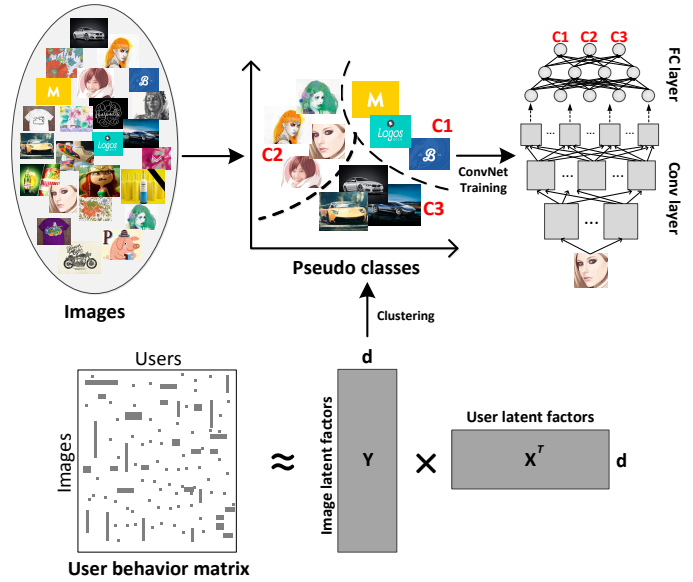 C1 C2 C3
FC layer
M
B
Logos
M
C1
Logos
C2
B
ConvNet
Training
C3
Conv layer
P
Pseudo classes
Images
Clustering
Users
d
Images
Image latent factors
User latent factors
≈
Y
×
X^T
d
User behavior matrix